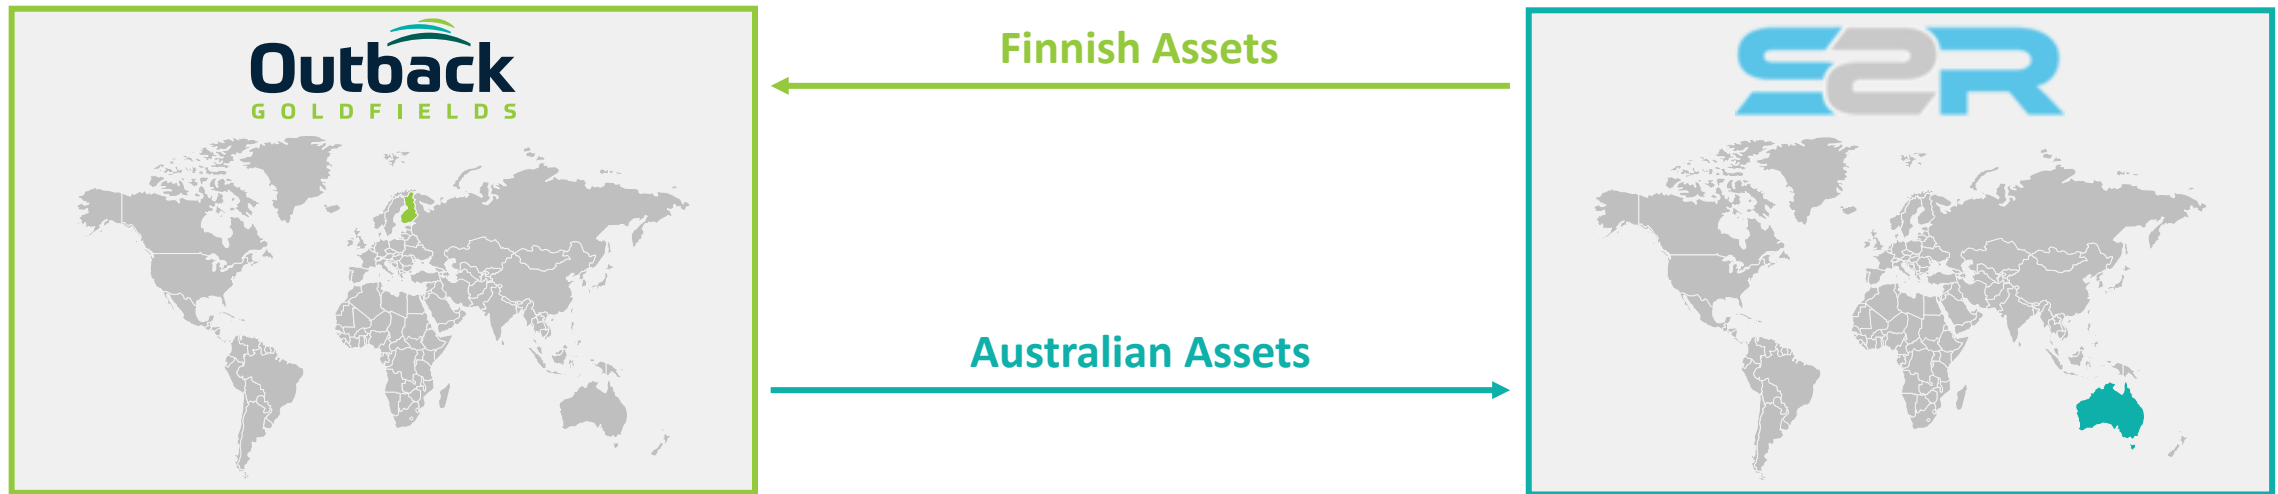 Outback
GOLDFIELDS
Finnish Assets
Australian Assets
S2R